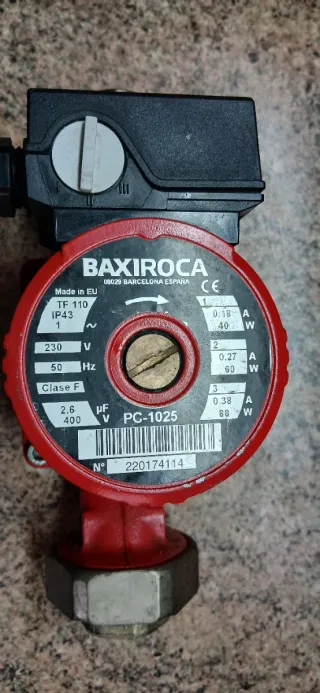 III
BAXIROCA
08029 BARCELONA ESPAÑA
CE
Made in EU
TF 110
IP43
1 ~
230 V
50 Hz
Clase F
2,6 µF
400 V
1
0.18 A
40 W
2
0.27 A
60 W
3
0.38 A
88 W
PC-1025
Nº 220174114